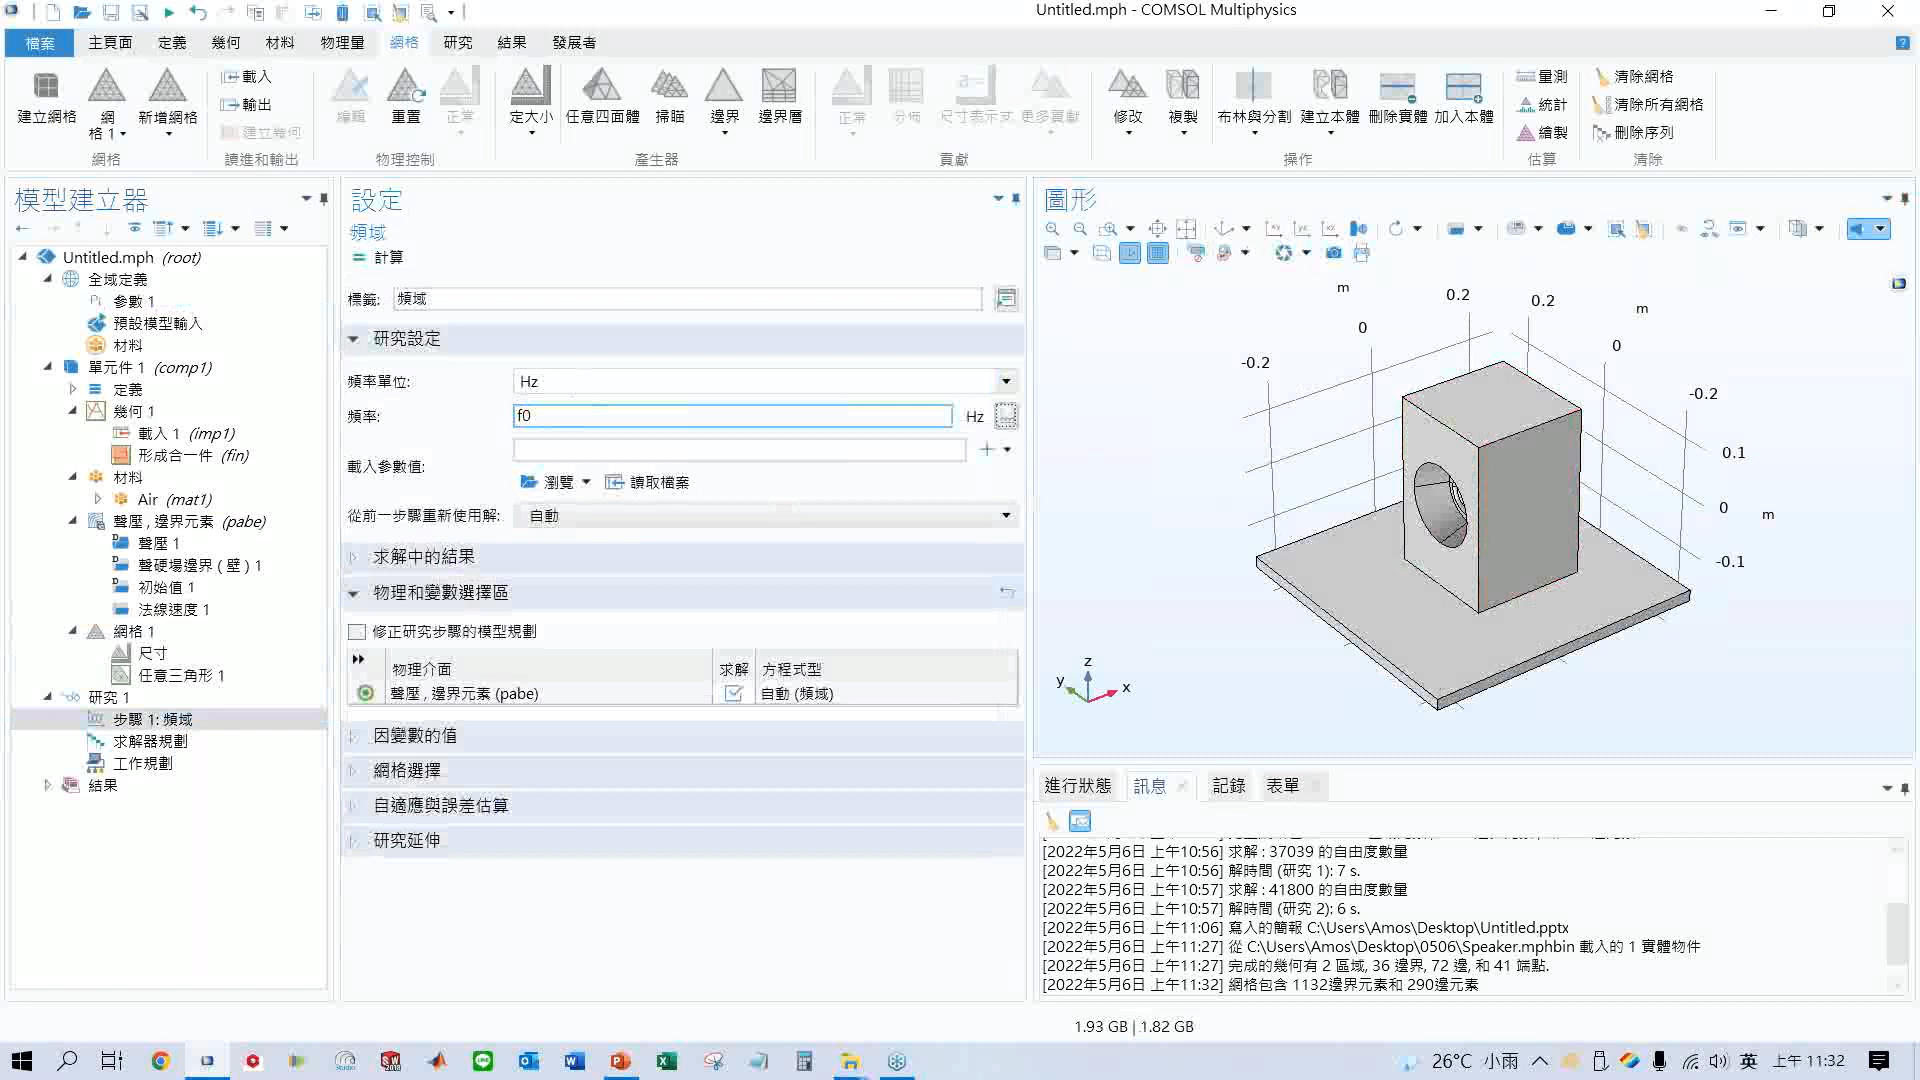 Untitled.mph - COMSOL Multiphysics
檔案 主頁面 定義 幾何 材料 物理量 網格 研究 結果 發展者
建立網格
網格 1
新增網格
網格
載入
輸出
建立幾何
讀進和輸出
編輯
重置
正常
物理控制
定大小
任意四面體
掃瞄
邊界
邊界層
產生器
正常
分佈
尺寸表示式
更多貢獻
貢獻
修改
複製
布林與分割
建立本體
刪除實體
加入本體
操作
量測
統計
繪製
估算
清除網格
清除所有網格
刪除序列
清除
模型建立器
Untitled.mph (root)
全域定義
參數 1
預設模型輸入
材料
單元件 1 (comp1)
定義
幾何 1
載入 1 (imp1)
形成合一件 (fin)
材料
Air (mat1)
聲壓 , 邊界元素 (pabe)
聲壓 1
聲硬場邊界 ( 壁 ) 1
初始值 1
法線速度 1
網格 1
尺寸
任意三角形 1
研究 1
步驟 1: 頻域
求解器規劃
工作規劃
結果
設定
頻域
= 計算
標籤: 頻域
研究設定
頻率單位: Hz
頻率: f0 Hz
載入參數值:
瀏覽 讀取檔案
從前一步驟重新使用解: 自動
求解中的結果
物理和變數選擇區
修正研究步驟的模型規劃
物理介面 求解 方程式型
聲壓 , 邊界元素 (pabe) 自動 (頻域)
因變數的值
網格選擇
自適應與誤差估算
研究延伸
圖形
m
0.2
0.2
m
0
0
-0.2
-0.2
0.1
0
m
-0.1
z
y
x
進行狀態 訊息 記錄 表單
[2022年5月6日 上午10:56] 求解 : 37039 的自由度數量
[2022年5月6日 上午10:56] 解時間 (研究 1): 7 s.
[2022年5月6日 上午10:57] 求解 : 41800 的自由度數量
[2022年5月6日 上午10:57] 解時間 (研究 2): 6 s.
[2022年5月6日 上午11:06] 寫入的簡報 C:\Users\Amos\Desktop\Untitled.pptx
[2022年5月6日 上午11:27] 從 C:\Users\Amos\Desktop\0506\Speaker.mphbin 載入的 1 實體物件
[2022年5月6日 上午11:27] 完成的幾何有 2 區域, 36 邊界, 72 邊, 和 41 端點.
[2022年5月6日 上午11:32] 網格包含 1132邊界元素和 290邊元素
1.93 GB | 1.82 GB
26°C 小雨 英 上午 11:32